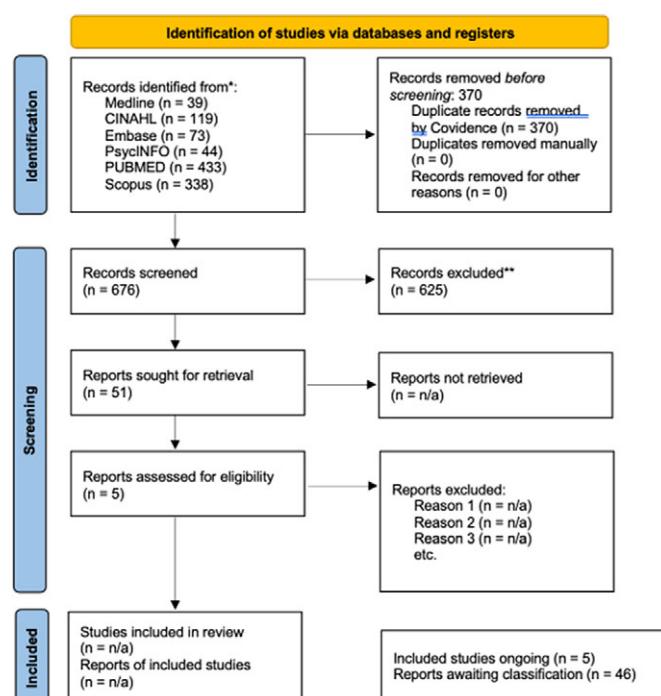 Identification of studies via databases and registers
Identification
Records identified from*:
Medline (n = 39)
CINAHL (n = 119)
Embase (n = 73)
PsycINFO (n = 44)
PUBMED (n = 433)
Scopus (n = 338)
Records removed before
screening: 370
Duplicate records removed
by Covidence (n = 370)
Duplicates removed manually
(n = 0)
Records removed for other
reasons (n = 0)
Screening
Records screened
(n = 676)
Records excluded**
(n = 625)
Reports sought for retrieval
(n = 51)
Reports not retrieved
(n = n/a)
Reports assessed for eligibility
(n = 5)
Reports excluded:
Reason 1 (n = n/a)
Reason 2 (n = n/a)
Reason 3 (n = n/a)
etc.
Included
Studies included in review
(n = n/a)
Reports of included studies
(n = n/a)
Included studies ongoing (n = 5)
Reports awaiting classification (n = 46)